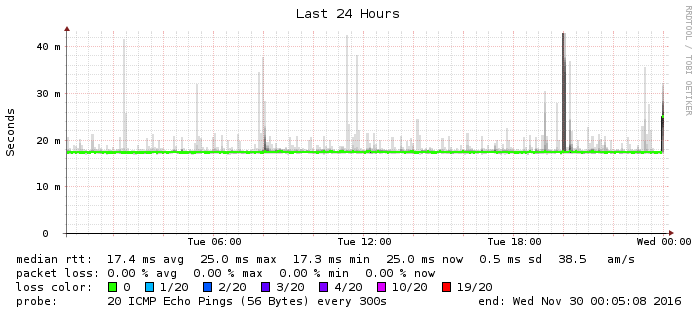 Last 24 Hours
RRDTOOL / TOBI OETIKER
Seconds
40 m
30 m
20 m
10 m
0
Tue 06:00 Tue 12:00 Tue 18:00 Wed 00:00
median rtt: 17.4 ms avg 25.0 ms max 17.3 ms min 25.0 ms now 0.5 ms sd 38.5 am/s
packet loss: 0.00 % avg 0.00 % max 0.00 % min 0.00 % now
loss color: 0 1/20 2/20 3/20 4/20 10/20 19/20
probe: 20 ICMP Echo Pings (56 Bytes) every 300s end: Wed Nov 30 00:05:08 2016